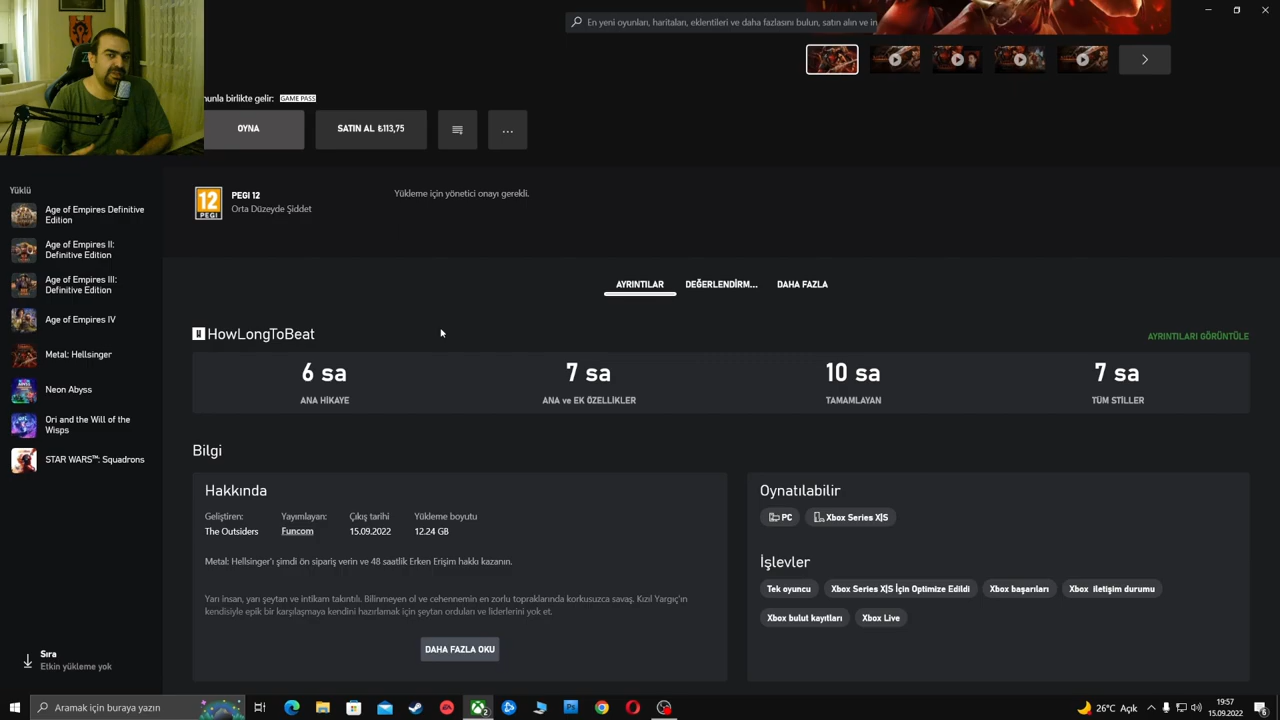 En yeni oyunları, haritaları, eklentileri ve daha fazlasını bulun, satın alın ve in
nunla birlikte gelir: GAME PASS
OYNA
SATIN AL ₺113,75
...
12
PEGI
PEGI 12
Orta Düzeyde Şiddet
Yükleme için yönetici onayı gerekli.
Yüklü
Age of Empires Definitive
Edition
Age of Empires II:
Definitive Edition
Age of Empires III:
Definitive Edition
Age of Empires IV
Metal: Hellsinger
Neon Abyss
Ori and the Will of the
Wisps
STAR WARS™: Squadrons
Sıra
Etkin yükleme yok
AYRINTILAR
DEĞERLENDİRM...
DAHA FAZLA
HowLongToBeat
AYRINTILARI GÖRÜNTÜLE
6 sa
ANA HİKAYE
7 sa
ANA ve EK ÖZELLİKLER
10 sa
TAMAMLAYAN
7 sa
TÜM STİLLER
Bilgi
Hakkında
Geliştiren:
The Outsiders
Yayımlayan:
Funcom
Çıkış tarihi
15.09.2022
Yükleme boyutu
12.24 GB
Metal: Hellsinger'ı şimdi ön sipariş verin ve 48 saatlik Erken Erişim hakkı kazanın.
Yarı insan, yarı şeytan ve intikam takıntılı. Bilinmeyen ol ve cehennemin en zorlu topraklarında korkusuzca savaş. Kızıl Yargıç'ın
kendisiyle epik bir karşılaşmaya kendini hazırlamak için şeytan orduları ve liderlerini yok et.
DAHA FAZLA OKU
Oynatılabilir
PC
Xbox Series X|S
İşlevler
Tek oyuncu
Xbox Series X|S İçin Optimize Edildi
Xbox başarıları
Xbox iletişim durumu
Xbox bulut kayıtları
Xbox Live
Aramak için buraya yazın
26°C Açık
19:57
15.09.2022